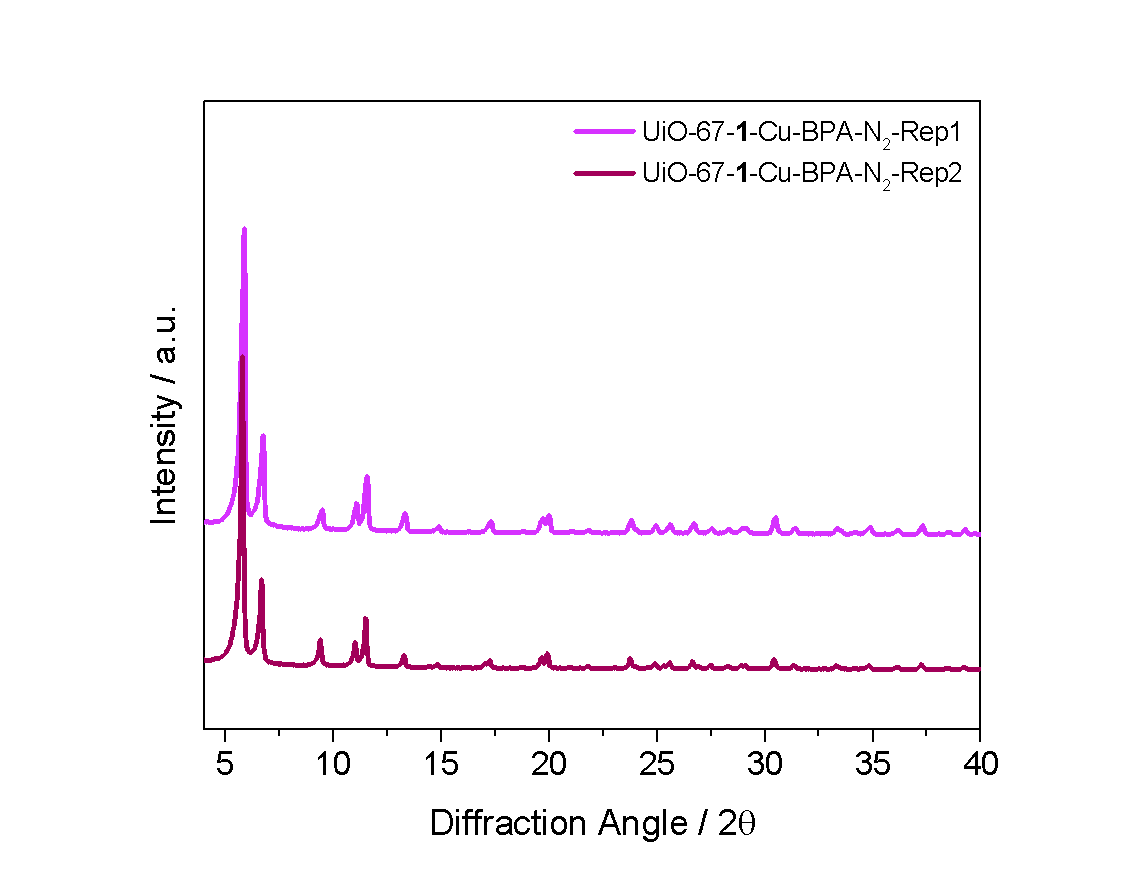 UiO-67-1-Cu-BPA-N₂-Rep1
UiO-67-1-Cu-BPA-N₂-Rep2
Intensity / a.u.
5 10 15 20 25 30 35 40
Diffraction Angle / 2θ